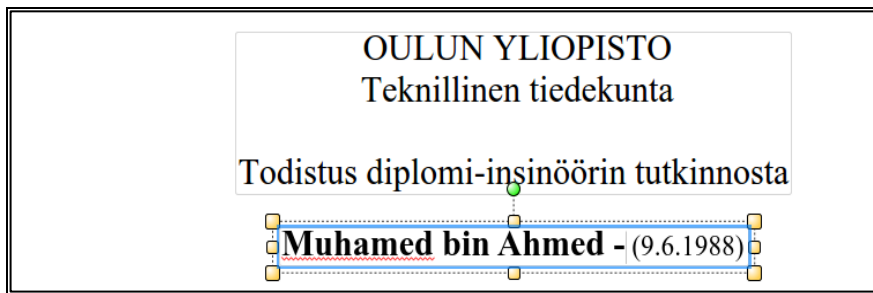 OULUN YLIOPISTO
Teknillinen tiedekunta
Todistus diplomi-insinöörin tutkinnosta
Muhamed bin Ahmed - (9.6.1988)